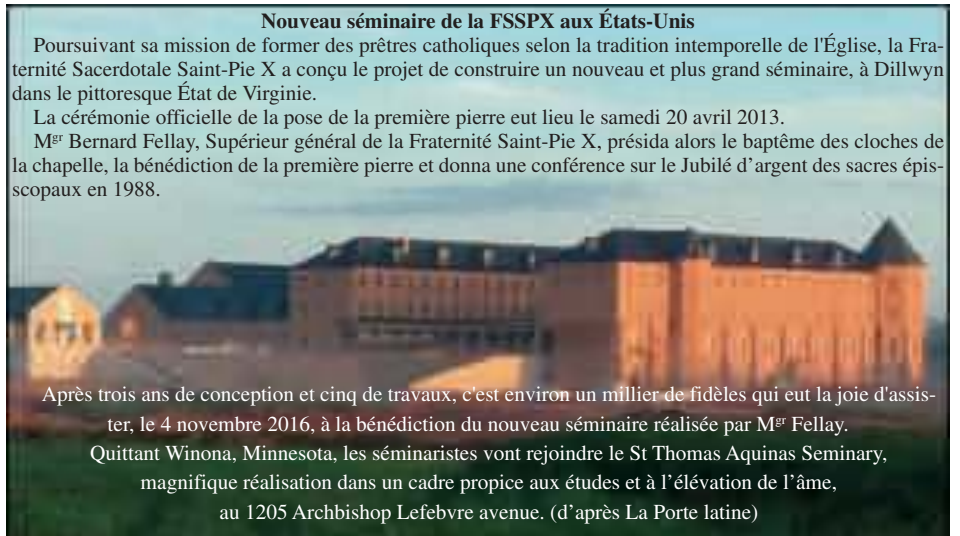 Nouveau séminaire de la FSSPX aux États-Unis
Poursuivant sa mission de former des prêtres catholiques selon la tradition intemporelle de l'Église, la Fra-
ternité Sacerdotale Saint-Pie X a conçu le projet de construire un nouveau et plus grand séminaire, à Dillwyn
dans le pittoresque État de Virginie.
La cérémonie officielle de la pose de la première pierre eut lieu le samedi 20 avril 2013.
Mgr Bernard Fellay, Supérieur général de la Fraternité Saint-Pie X, présida alors le baptême des cloches de
la chapelle, la bénédiction de la première pierre et donna une conférence sur le Jubilé d’argent des sacres épis-
scopaux en 1988.
Après trois ans de conception et cinq de travaux, c'est environ un millier de fidèles qui eut la joie d'assis-
ter, le 4 novembre 2016, à la bénédiction du nouveau séminaire réalisée par Mgr Fellay.
Quittant Winona, Minnesota, les séminaristes vont rejoindre le St Thomas Aquinas Seminary,
magnifique réalisation dans un cadre propice aux études et à l’élévation de l’âme,
au 1205 Archbishop Lefebvre avenue. (d’après La Porte latine)